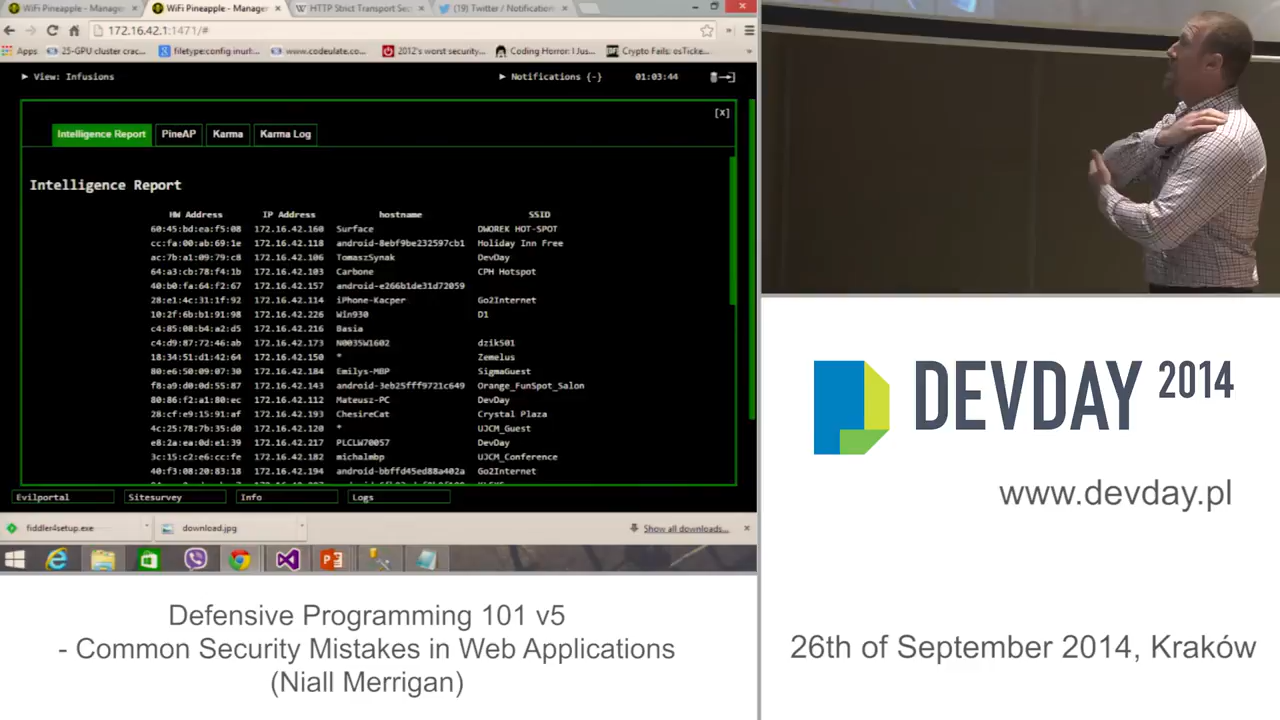 WiFi Pineapple - Manager
WiFi Pineapple - Manager
HTTP Strict Transport Sec
(19) Twitter / Notification
172.16.42.1:1471/#
Apps
25-GPU cluster crac...
filetype:config inurl:
www.codeulate.com
2012's worst security...
Coding Horror: I Jus...
Crypto Fails: osTicke...
View: Infusions
Notifications {-}
01:03:44
[X]
Intelligence Report
PineAP
Karma
Karma Log
Intelligence Report
HW Address IP Address hostname SSID
60:45:bd:ea:f5:08 172.16.42.160 Surface DWOREK HOT-SPOT
cc:fa:00:ab:69:1e 172.16.42.118 android-8ebf9be232597cb1 Holiday Inn Free
ac:7b:a1:09:79:c8 172.16.42.106 TomaszSynak DevDay
64:a3:cb:78:f4:1b 172.16.42.103 Carbone CPH Hotspot
40:b0:fa:64:f2:67 172.16.42.157 android-e266b1de31d72059
28:e1:4c:31:1f:92 172.16.42.114 iPhone-Kacper Go2Internet
10:2f:6b:b1:91:98 172.16.42.226 Win930 D1
c4:85:08:b4:a2:d5 172.16.42.216 Basia
c4:d9:87:72:46:ab 172.16.42.173 N0035W1602 dzik501
18:34:51:d1:42:64 172.16.42.150 * Zemelus
80:e6:50:09:07:30 172.16.42.184 Emilys-MBP SigmaGuest
f8:a9:d0:0d:55:87 172.16.42.143 android-3eb25fff9721c649 Orange_FunSpot_Salon
80:86:f2:a1:80:ec 172.16.42.112 Mateusz-PC DevDay
28:cf:e9:15:91:af 172.16.42.193 ChesireCat Crystal Plaza
4c:25:78:7b:35:d0 172.16.42.120 * UJCM_Guest
e8:2a:ea:0d:e1:39 172.16.42.217 PLCLW70057 DevDay
3c:15:c2:e6:cc:fe 172.16.42.182 michalmbp UJCM_Conference
40:f3:08:20:83:18 172.16.42.194 android-bbffd45ed88a402a Go2Internet
Evilportal
Sitesurvey
Info
Logs
fiddler4setup.exe
download.jpg
Show all downloads...
DEVDAY 2014
www.devday.pl
Defensive Programming 101 v5
- Common Security Mistakes in Web Applications
(Niall Merrigan)
26th of September 2014, Kraków